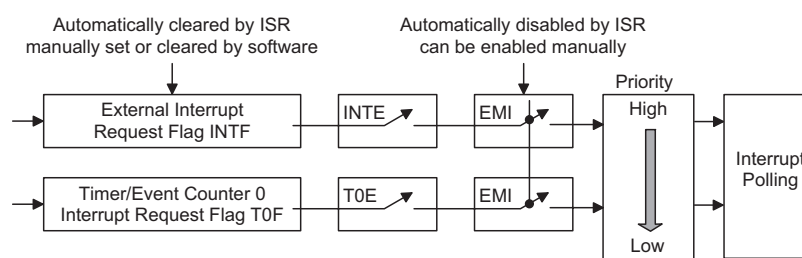 Automatically cleared by ISR
manually set or cleared by software
Automatically disabled by ISR
can be enabled manually
Priority
External Interrupt
Request Flag INTF
INTE
EMI
High
Interrupt
Polling
Timer/Event Counter 0
Interrupt Request Flag T0F
T0E
EMI
Low